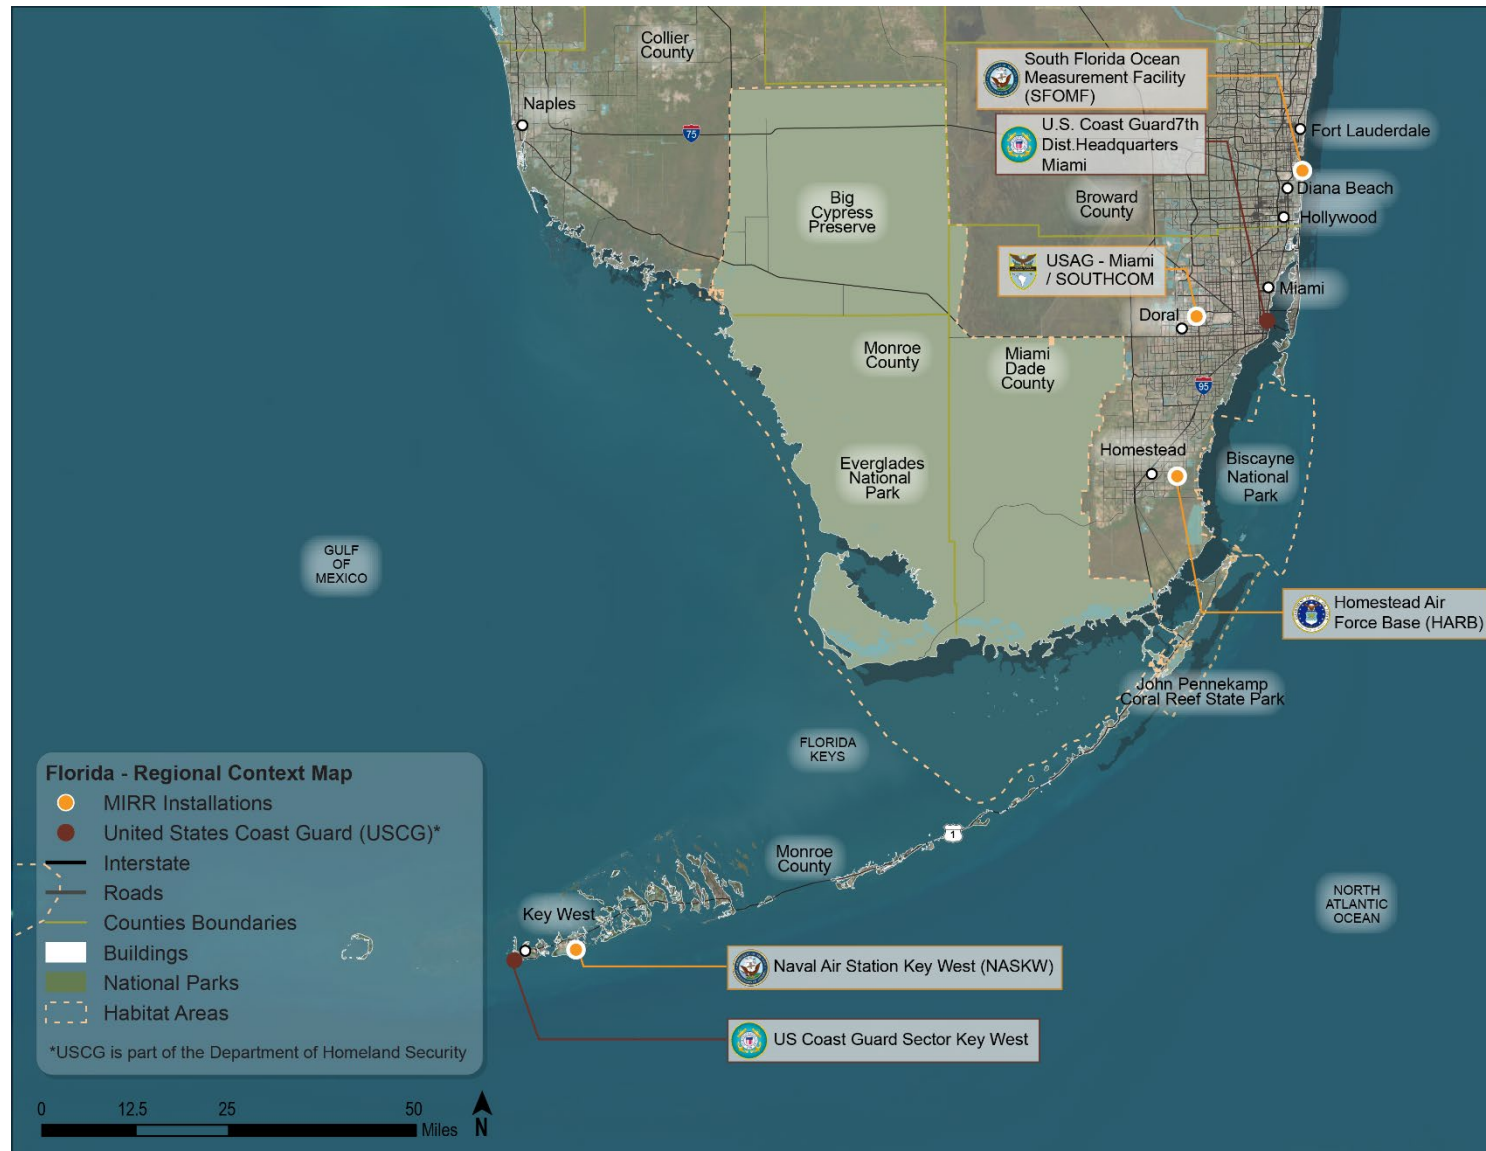 Collier
County
South Florida Ocean
Measurement Facility
(SFOMF)
Naples
75
U.S. Coast Guard7th
Dist.Headquarters
Miami
Fort Lauderdale
Diana Beach
Big
Cypress
Preserve
Broward
County
Hollywood
USAG - Miami
/ SOUTHCOM
Miami
Doral
Monroe
County
Miami
Dade
County
95
Homestead
Everglades
National
Park
Biscayne
National
Park
GULF
OF
MEXICO
Homestead Air
Force Base (HARB)
John Pennekamp
Coral Reef State Park
FLORIDA
KEYS
1
Monroe
County
NORTH
ATLANTIC
OCEAN
Key West
Naval Air Station Key West (NASKW)
US Coast Guard Sector Key West
Florida - Regional Context Map
MIRR Installations
United States Coast Guard (USCG)*
Interstate
Roads
Counties Boundaries
Buildings
National Parks
Habitat Areas
*USCG is part of the Department of Homeland Security
0 12.5 25 50
Miles
N